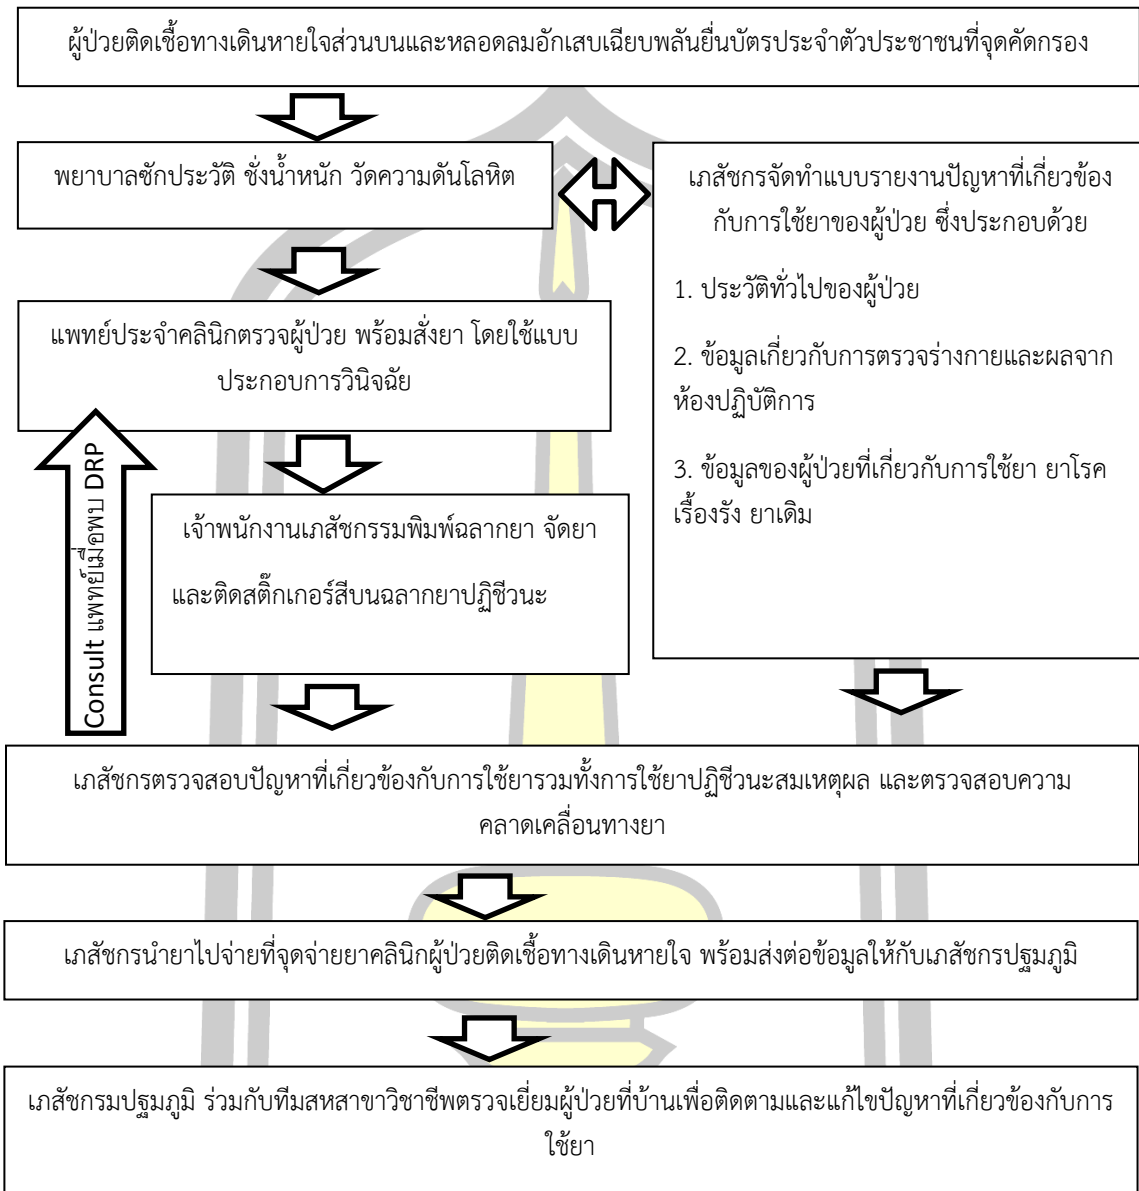 ผู้ป่วยติดเชื้อทางเดินหายใจส่วนบนและหลอดลมอักเสบเฉียบพลันยื่นบัตรประจำตัวประชาชนที่จุดคัดกรอง
พยาบาลซักประวัติ ชั่งน้ำหนัก วัดความดันโลหิต
แพทย์ประจำคลินิกตรวจผู้ป่วย พร้อมสั่งยา โดยใช้แบบ
ประกอบการวินิจฉัย
Consult แพทย์เมื่อพบ DRP
เจ้าพนักงานเภสัชกรรมพิมพ์ฉลากยา จัดยา
และติดสติ๊กเกอร์สีบนฉลากยาปฏิชีวนะ
เภสัชกรจัดทำแบบรายงานปัญหาที่เกี่ยวข้อง
กับการใช้ยาของผู้ป่วย ซึ่งประกอบด้วย
1. ประวัติทั่วไปของผู้ป่วย
2. ข้อมูลเกี่ยวกับการตรวจร่างกายและผลจาก
ห้องปฏิบัติการ
3. ข้อมูลของผู้ป่วยที่เกี่ยวกับการใช้ยา ยาโรค
เรื้องรัง ยาเดิม
เภสัชกรตรวจสอบปัญหาที่เกี่ยวข้องกับการใช้ยารวมทั้งการใช้ยาปฏิชีวนะสมเหตุผล และตรวจสอบความ
คลาดเคลื่อนทางยา
เภสัชกรนำยาไปจ่ายที่จุดจ่ายยาคลินิกผู้ป่วยติดเชื้อทางเดินหายใจ พร้อมส่งต่อข้อมูลให้กับเภสัชกรปฐมภูมิ
เภสัชกรมปฐมภูมิ ร่วมกับทีมสหสาขาวิชาชีพตรวจเยี่ยมผู้ป่วยที่บ้านเพื่อติดตามและแก้ไขปัญหาที่เกี่ยวข้องกับการ
ใช้ยา